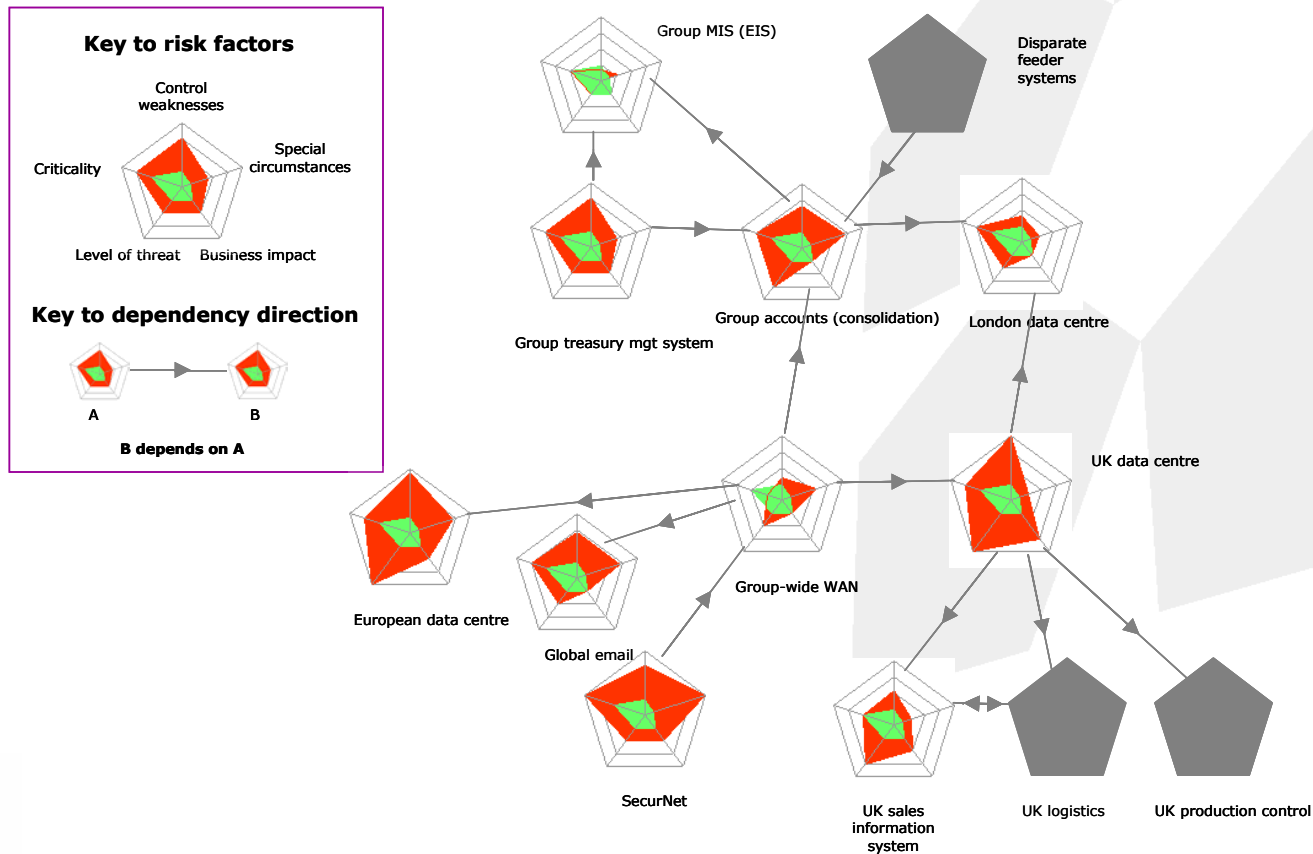 Key to risk factors
Control
weaknesses
Criticality
Special
circumstances
Level of threat
Business impact
Key to dependency direction
A
B
B depends on A
Group MIS (EIS)
Disparate
feeder
systems
Group treasury mgt system
Group accounts (consolidation)
London data centre
UK data centre
European data centre
Group-wide WAN
Global email
SecurNet
UK sales
information
system
UK logistics
UK production control